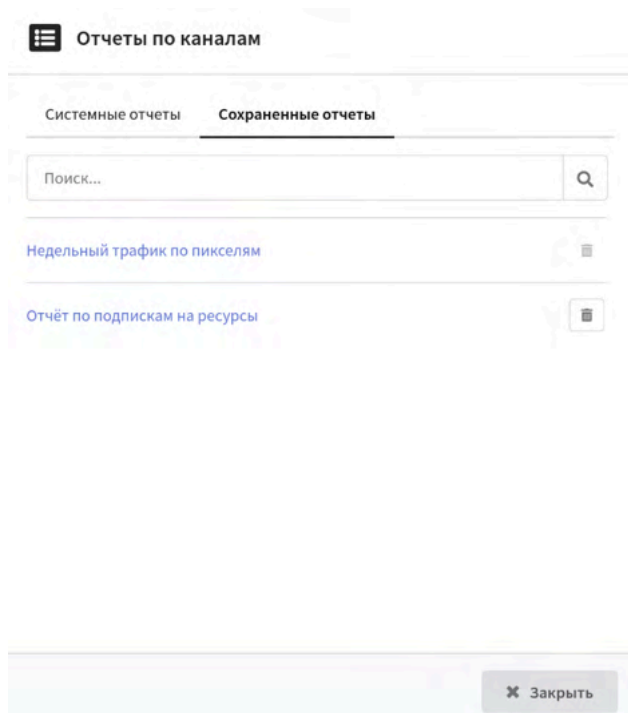 Отчеты по каналам
Системные отчеты Сохраненные отчеты
Поиск...
Недельный трафик по пикселям
Отчёт по подпискам на ресурсы
Закрыть